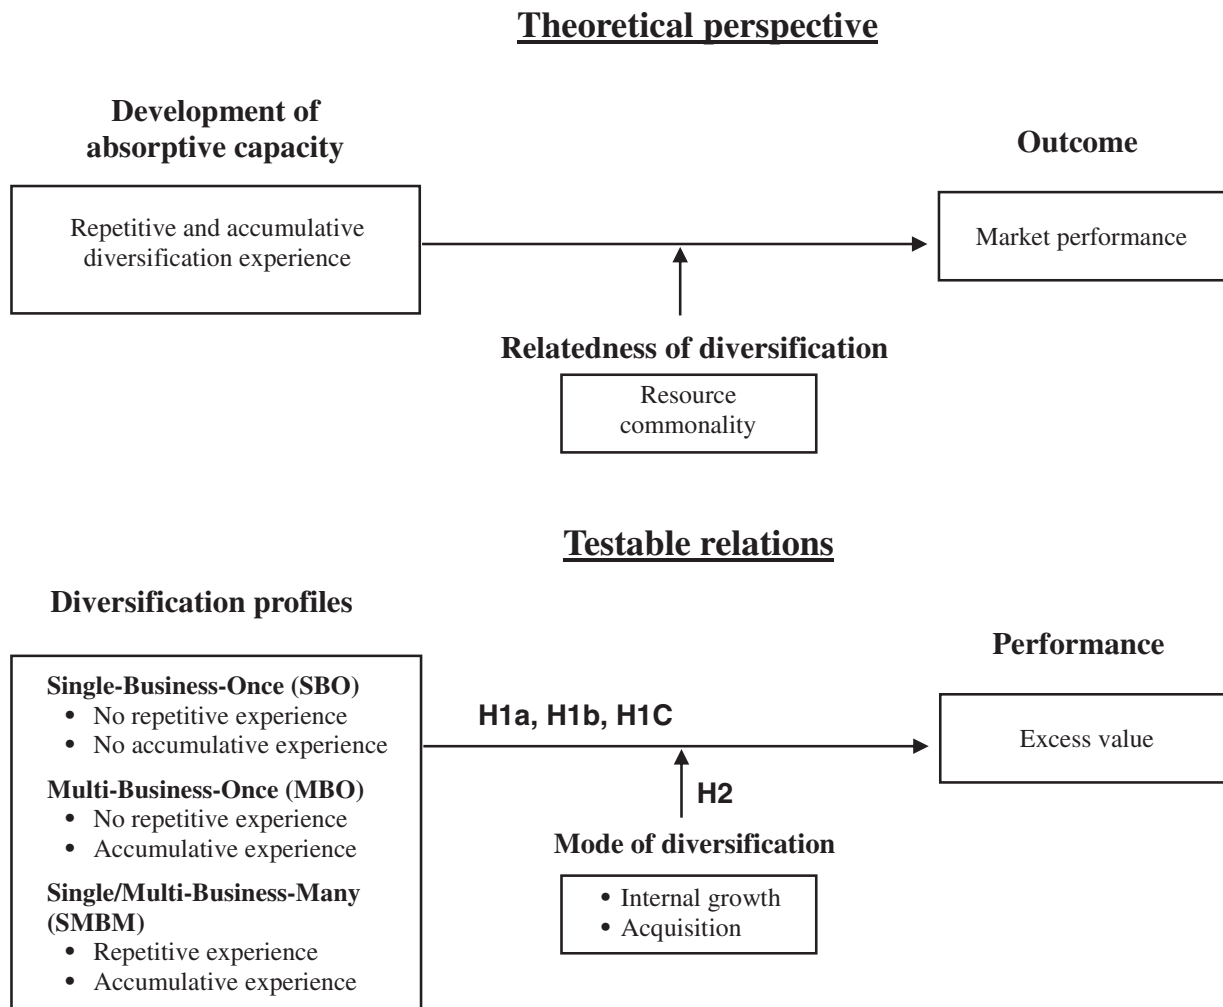 Theoretical perspective
Development of
absorptive capacity
Repetitive and accumulative
diversification experience
Outcome
Market performance
Relatedness of diversification
Resource
commonality
Testable relations
Diversification profiles
Single-Business-Once (SBO)
• No repetitive experience
• No accumulative experience
Multi-Business-Once (MBO)
• No repetitive experience
• Accumulative experience
Single/Multi-Business-Many
(SMBM)
• Repetitive experience
• Accumulative experience
H1a, H1b, H1C
H2
Mode of diversification
• Internal growth
• Acquisition
Performance
Excess value